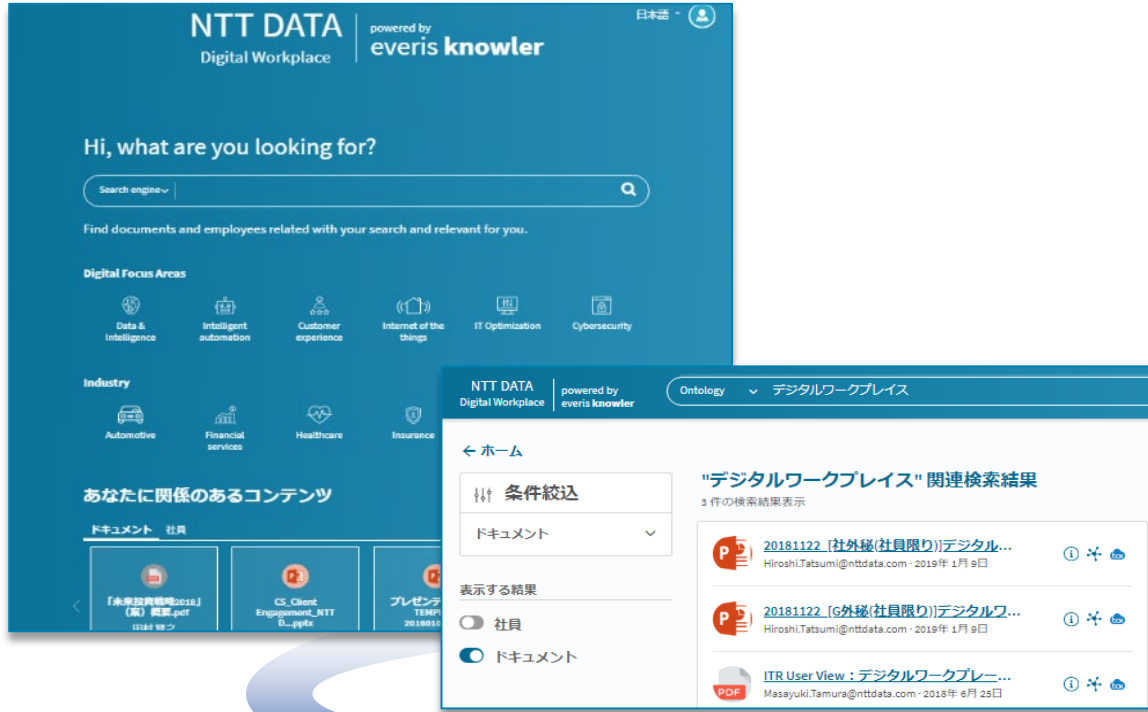 NTT DATA
Digital Workplace
powered by
everis knowler
日本語
Hi, what are you looking for?
Search engine
Find documents and employees related with your search and relevant for you.
Digital Focus Areas
Data & Intelligence
Intelligent automation
Customer experience
Internet of the things
IT Optimization
Cybersecurity
Industry
Automotive
Financial services
Healthcare
Insurance
あなたに関係のあるコンテンツ
ドキュメント 社員
「未来投資戦略2018」
(案) 概要.pdf
CS_Client
Engagement_NTT
D...pptx
プレゼンテ
TEMPL
2016010
NTT DATA
Digital Workplace
powered by
everis knowler
Ontology デジタルワークプレイス
← ホーム
条件絞込
ドキュメント
表示する結果
社員
ドキュメント
"デジタルワークプレイス" 関連検索結果
3 件の検索結果表示
20181122_[社外秘(社員限り)]デジタル...
Hiroshi.Tatsumi@nttdata.com · 2019年 1月 9日
20181122_[G外秘(社員限り)]デジタルワ...
Hiroshi.Tatsumi@nttdata.com · 2019年 1月 9日
PDF
ITR User View：デジタルワークプレー...
Masayuki.Tamura@nttdata.com · 2018年 6月 25日